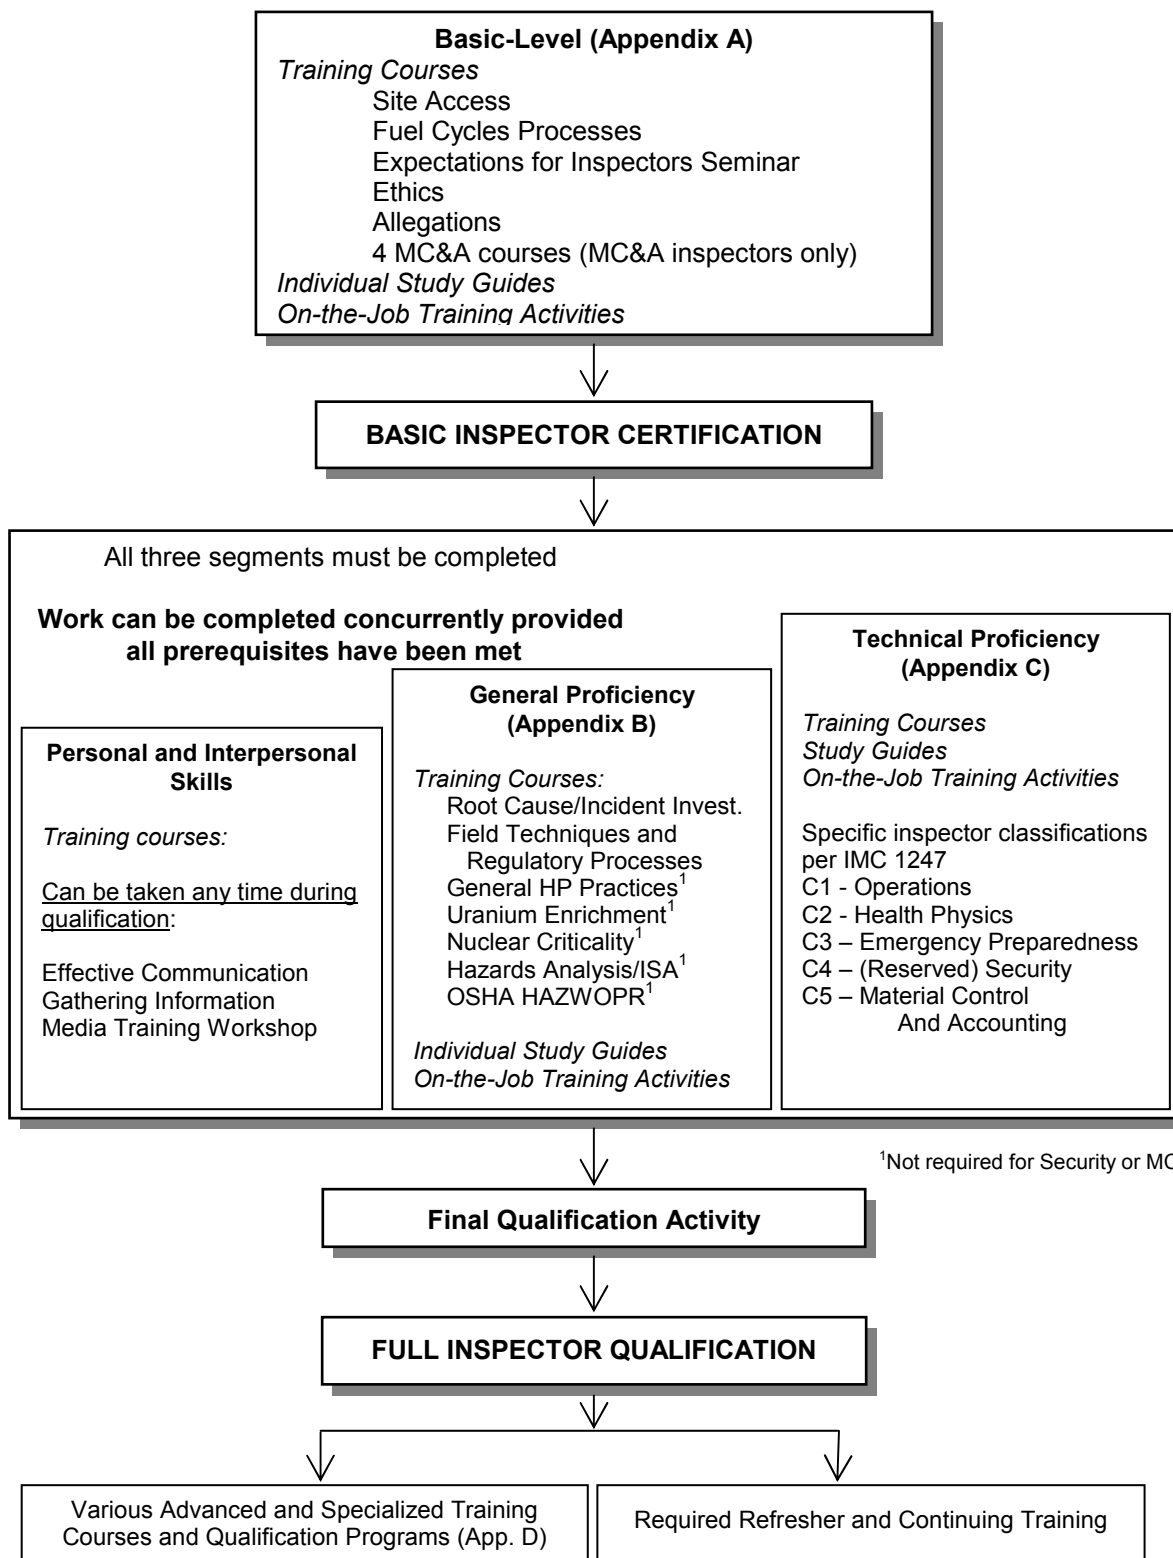 Basic-Level (Appendix A)
Training Courses
Site Access
Fuel Cycles Processes
Expectations for Inspectors Seminar
Ethics
Allegations
4 MC&A courses (MC&A inspectors only)
Individual Study Guides
On-the-Job Training Activities
BASIC INSPECTOR CERTIFICATION
All three segments must be completed
Work can be completed concurrently provided
all prerequisites have been met
Personal and Interpersonal
Skills
Training courses:
Can be taken any time during
qualification:
Effective Communication
Gathering Information
Media Training Workshop
General Proficiency
(Appendix B)
Training Courses:
Root Cause/Incident Invest.
Field Techniques and
Regulatory Processes
General HP Practices¹
Uranium Enrichment¹
Nuclear Criticality¹
Hazards Analysis/ISA¹
OSHA HAZWOPR¹
Individual Study Guides
On-the-Job Training Activities
Technical Proficiency
(Appendix C)
Training Courses
Study Guides
On-the-Job Training Activities
Specific inspector classifications
per IMC 1247
C1 - Operations
C2 - Health Physics
C3 – Emergency Preparedness
C4 – (Reserved) Security
C5 – Material Control
And Accounting
¹Not required for Security or MC
Final Qualification Activity
FULL INSPECTOR QUALIFICATION
Various Advanced and Specialized Training
Courses and Qualification Programs (App. D)
Required Refresher and Continuing Training